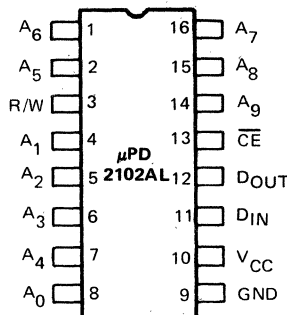 A6 1 16 A7
A5 2 15 A8
R/W 3 14 A9
A1 4 13 C̅E̅
µPD
A2 5 2102AL 12 DOUT
A3 6 11 DIN
A4 7 10 VCC
A0 8 9 GND